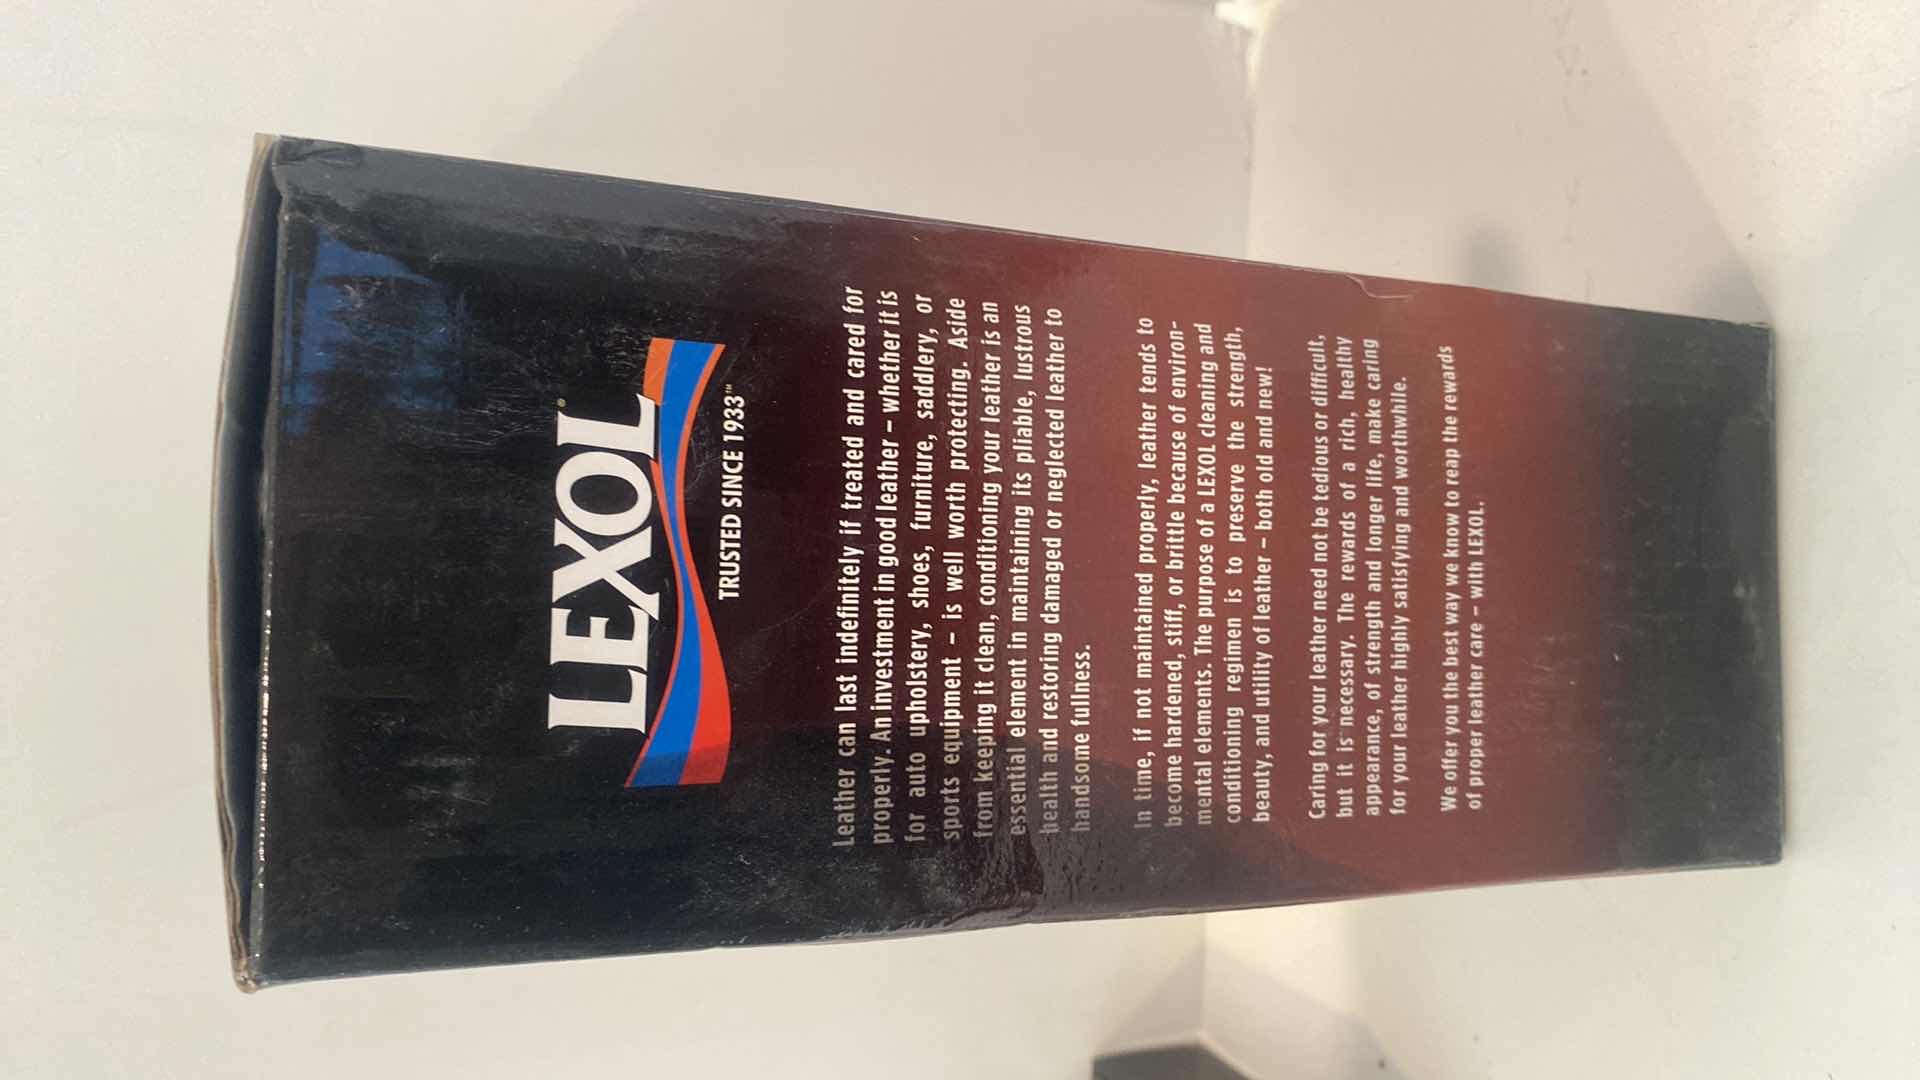 LEXOL®
TRUSTED SINCE 1933™
Leather can last indefinitely if treated and cared for
properly. An investment in good leather – whether it is
for auto upholstery, shoes, furniture, saddlery, or
sports equipment – is well worth protecting. Aside
from keeping it clean, conditioning your leather is an
essential element in maintaining its pliable, lustrous
health and restoring damaged or neglected leather to
handsome fullness.
In time, if not maintained properly, leather tends to
become hardened, stiff, or brittle because of environ-
mental elements. The purpose of a LEXOL cleaning and
conditioning regimen is to preserve the strength,
beauty, and utility of leather – both old and new!
Caring for your leather need not be tedious or difficult,
but it is necessary. The rewards of a rich, healthy
appearance, of strength and longer life, make caring
for your leather highly satisfying and worthwhile.
We offer you the best way we know to reap the rewards
of proper leather care – with LEXOL.